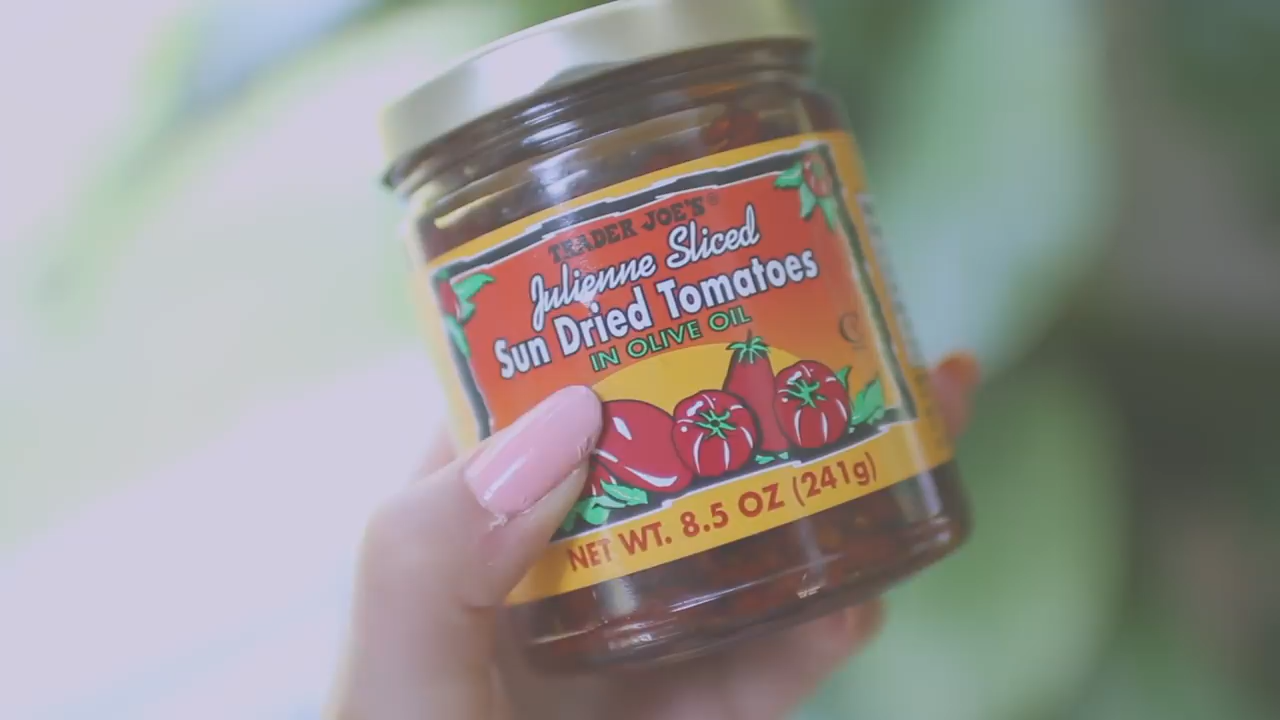 TRADER JOE'S®
Julienne Sliced
Sun Dried Tomatoes
IN OLIVE OIL
NET WT. 8.5 OZ (241g)